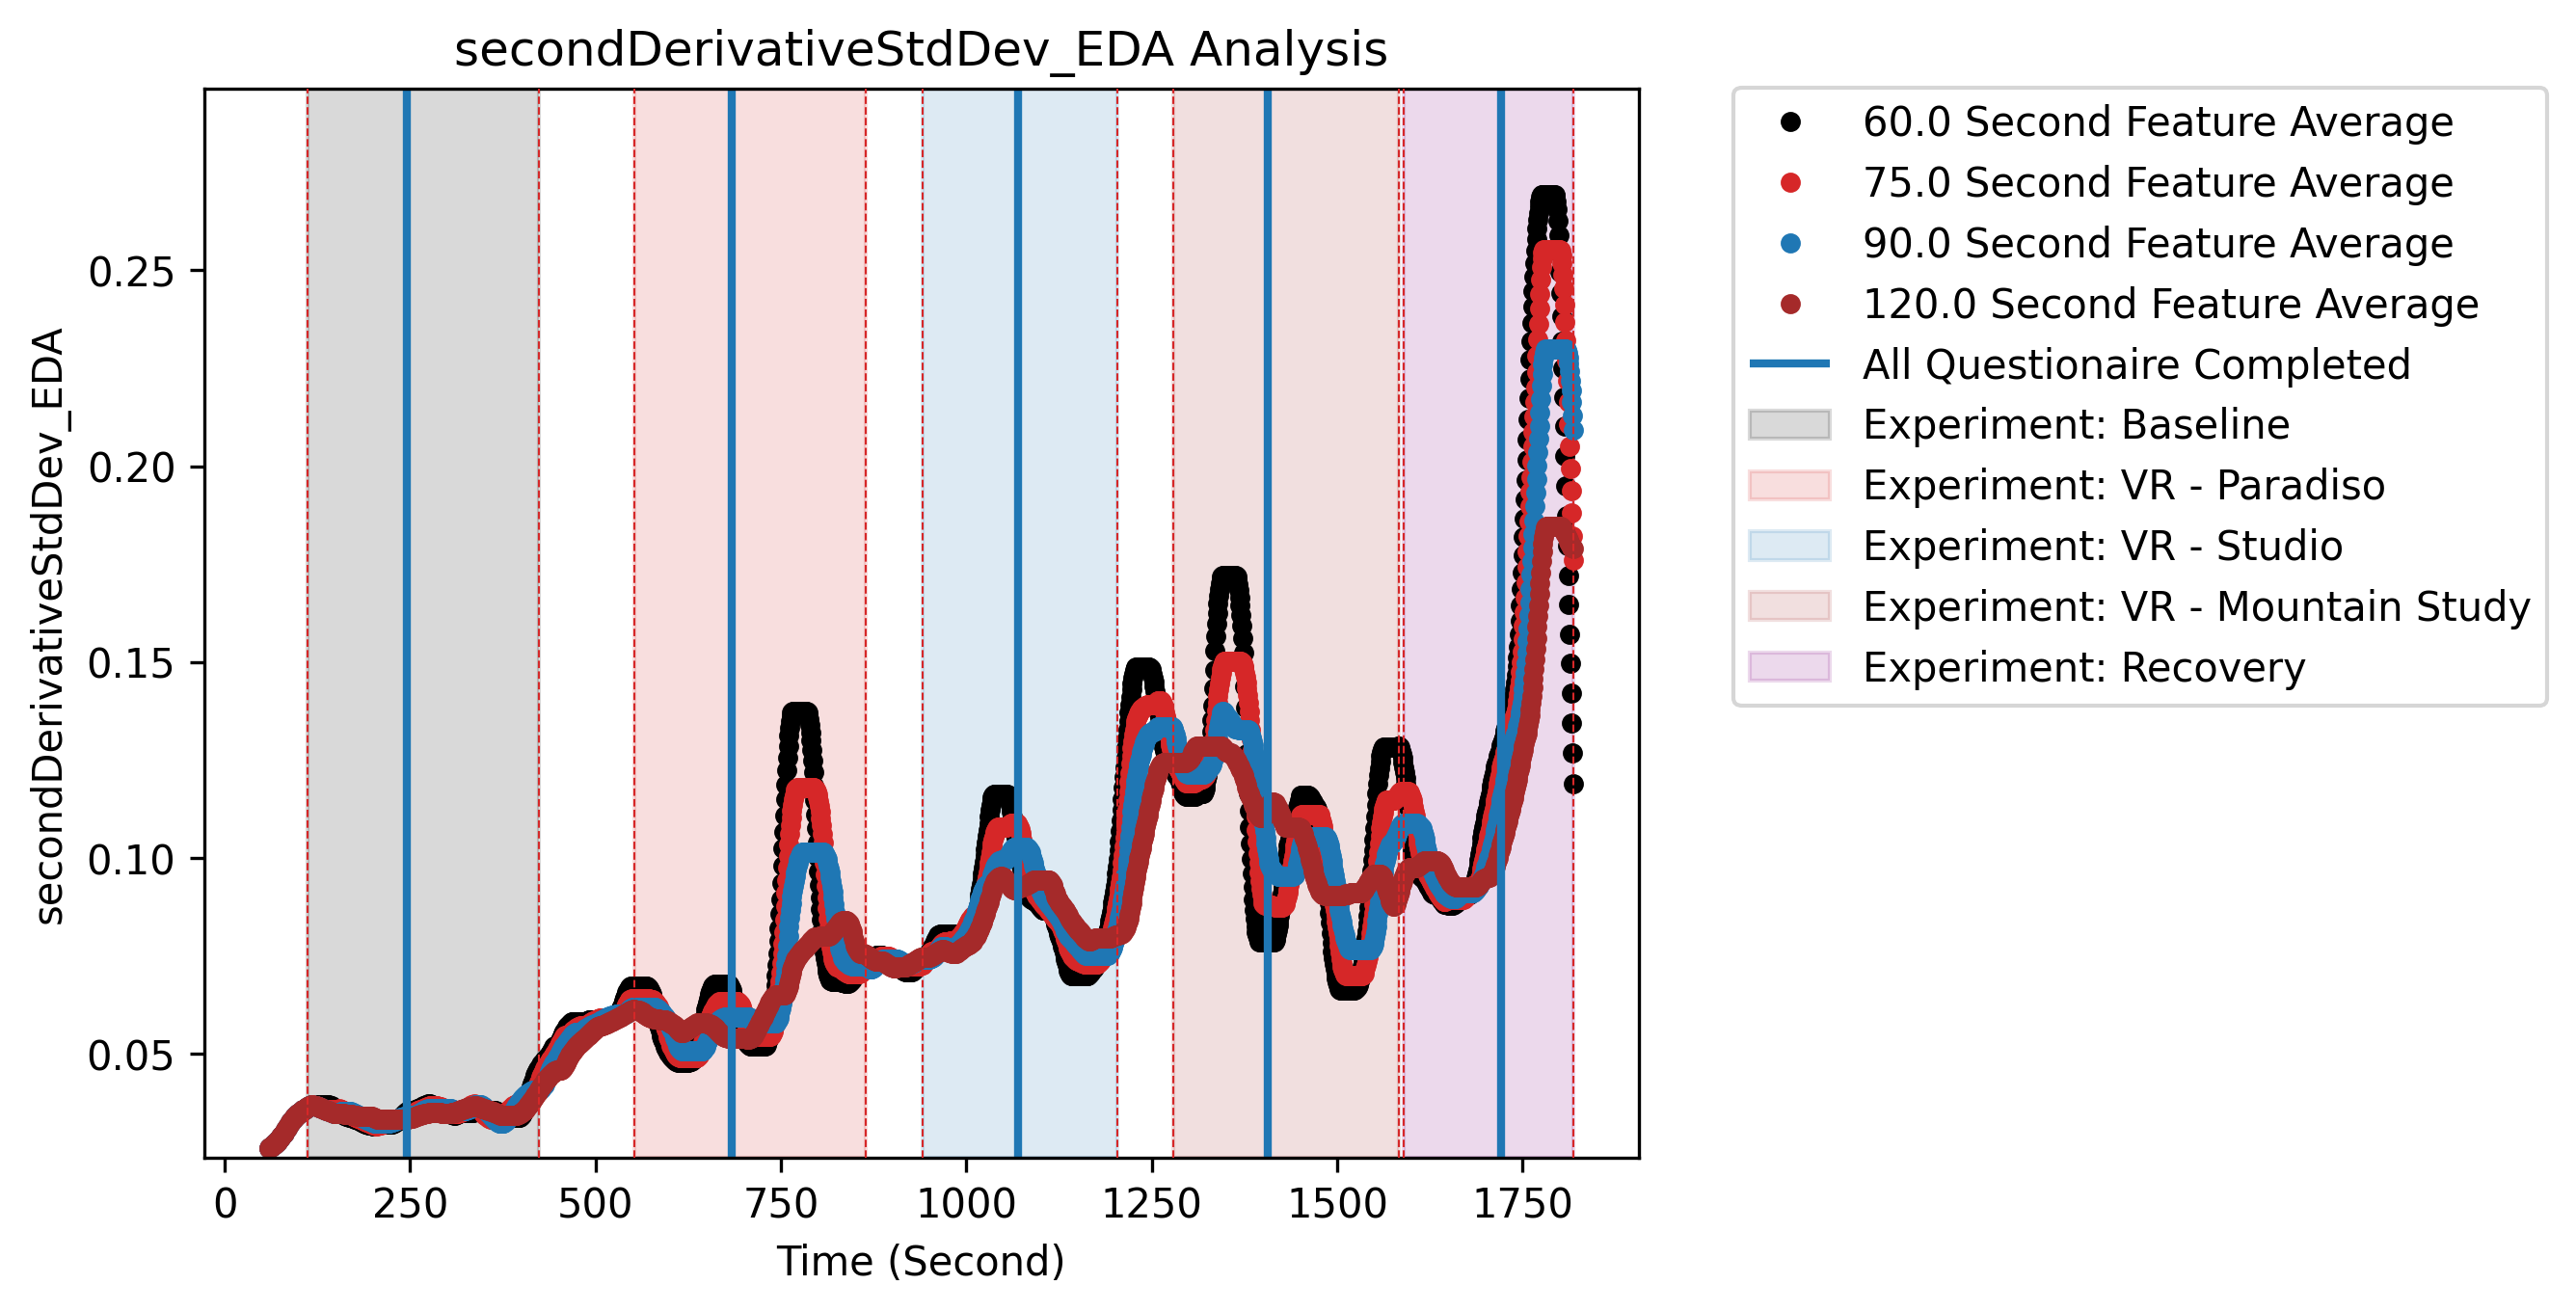 secondDerivativeStdDev_EDA Analysis
secondDerivativeStdDev_EDA
0.25
0.20
0.15
0.10
0.05
0 250 500 750 1000 1250 1500 1750
Time (Second)
60.0 Second Feature Average
75.0 Second Feature Average
90.0 Second Feature Average
120.0 Second Feature Average
All Questionaire Completed
Experiment: Baseline
Experiment: VR - Paradiso
Experiment: VR - Studio
Experiment: VR - Mountain Study
Experiment: Recovery